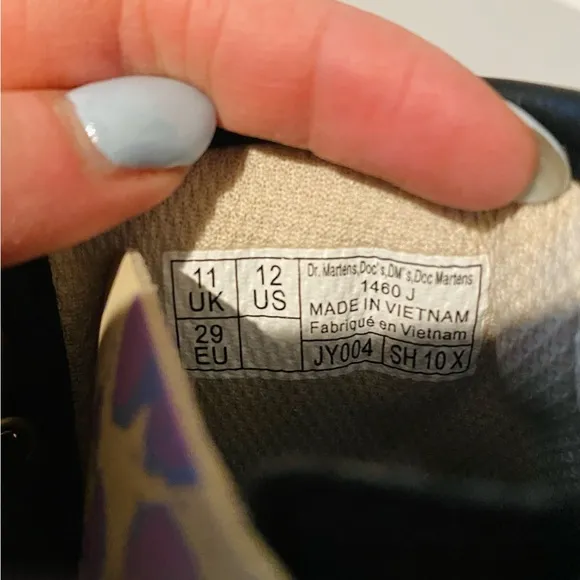 11
UK
12
US
29
EU
Dr. Martens,Doc's,DM's,Doc Martens
1460 J
MADE IN VIETNAM
Fabriqué en Vietnam
JY004
SH 10 X